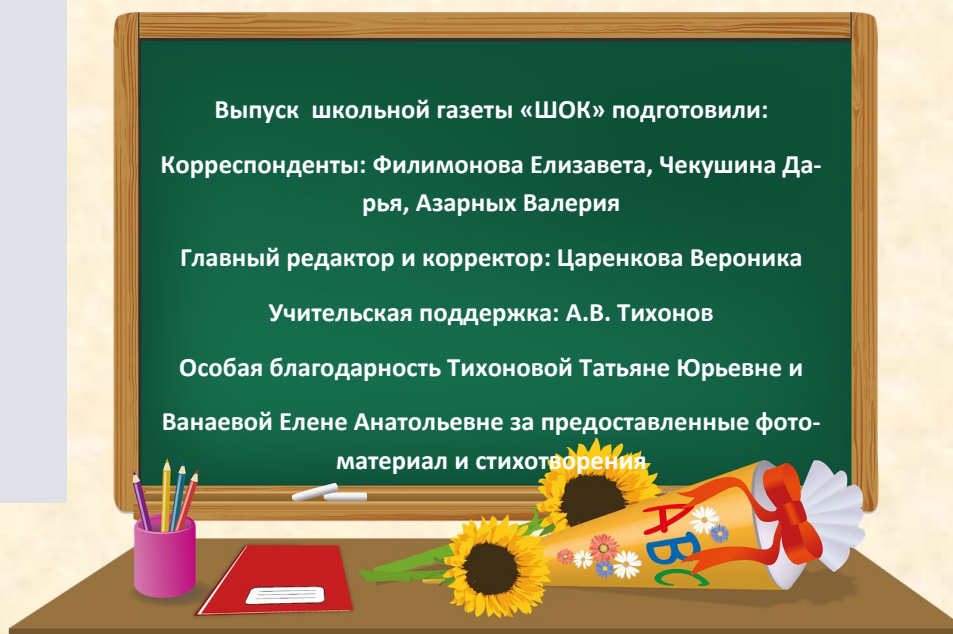 Выпуск школьной газеты «ШОК» подготовили:
Корреспонденты: Филимонова Елизавета, Чекушина Да-
рья, Азарных Валерия
Главный редактор и корректор: Царенкова Вероника
Учительская поддержка: А.В. Тихонов
Особая благодарность Тихоновой Татьяне Юрьевне и
Ванаевой Елене Анатольевне за предоставленные фото-
материал и стихотворения
ABC